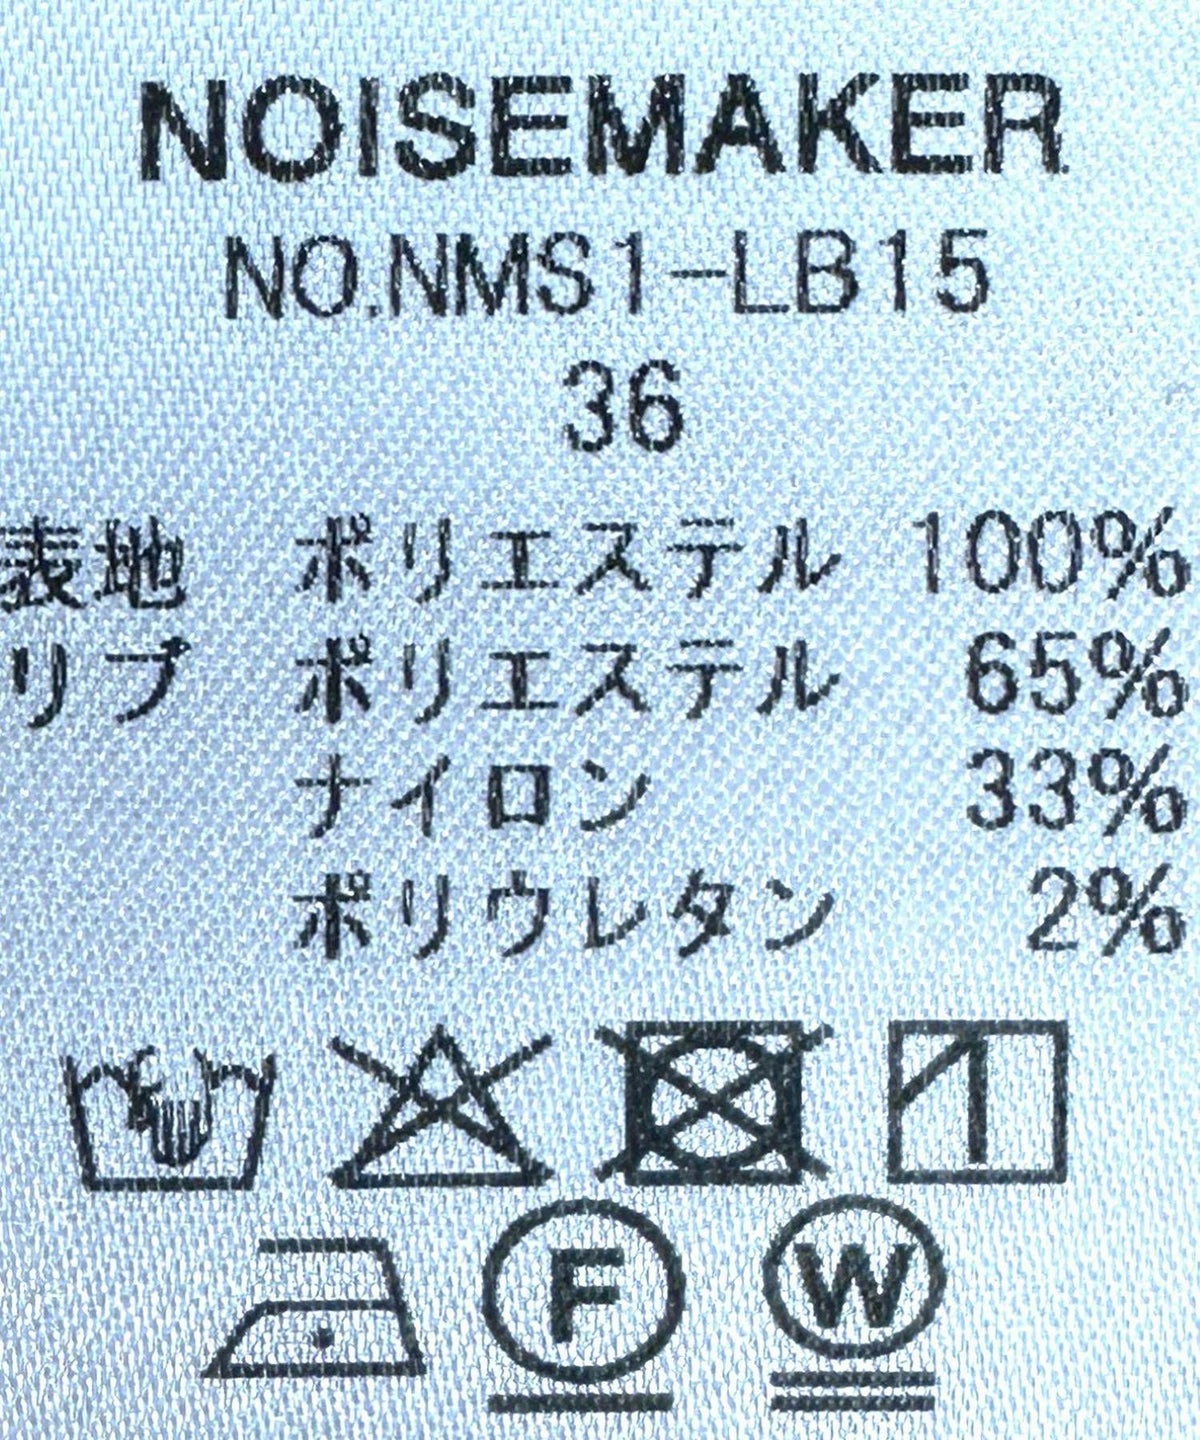 NOISEMAKER
NO.NMS1-LB15
36
表地 ポリエステル 100%
リブ ポリエステル 65%
ナイロン 33%
ポリウレタン 2%
F W